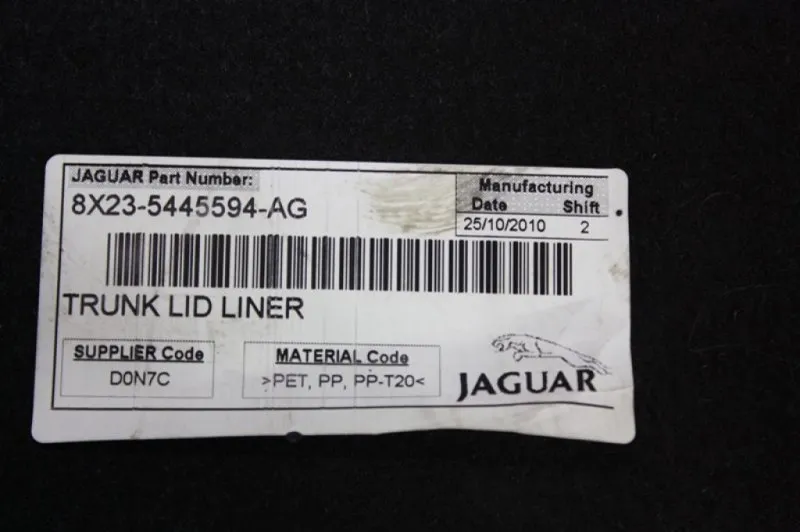 JAGUAR Part Number:
8X23-5445594-AG
Manufacturing
Date Shift
25/10/2010 2
TRUNK LID LINER
SUPPLIER Code
D0N7C
MATERIAL Code
>PET, PP, PP-T20<
JAGUAR